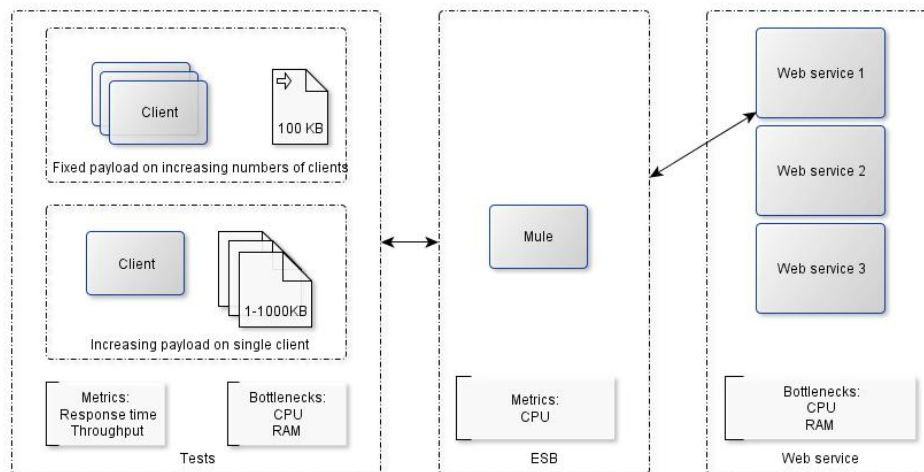 Client
100 KB
Fixed payload on increasing numbers of clients
Client
1-1000KB
Increasing payload on single client
Metrics:
Response time
Throughput
Bottlenecks:
CPU
RAM
Tests
Mule
Metrics:
CPU
ESB
Web service 1
Web service 2
Web service 3
Bottlenecks:
CPU
RAM
Web service